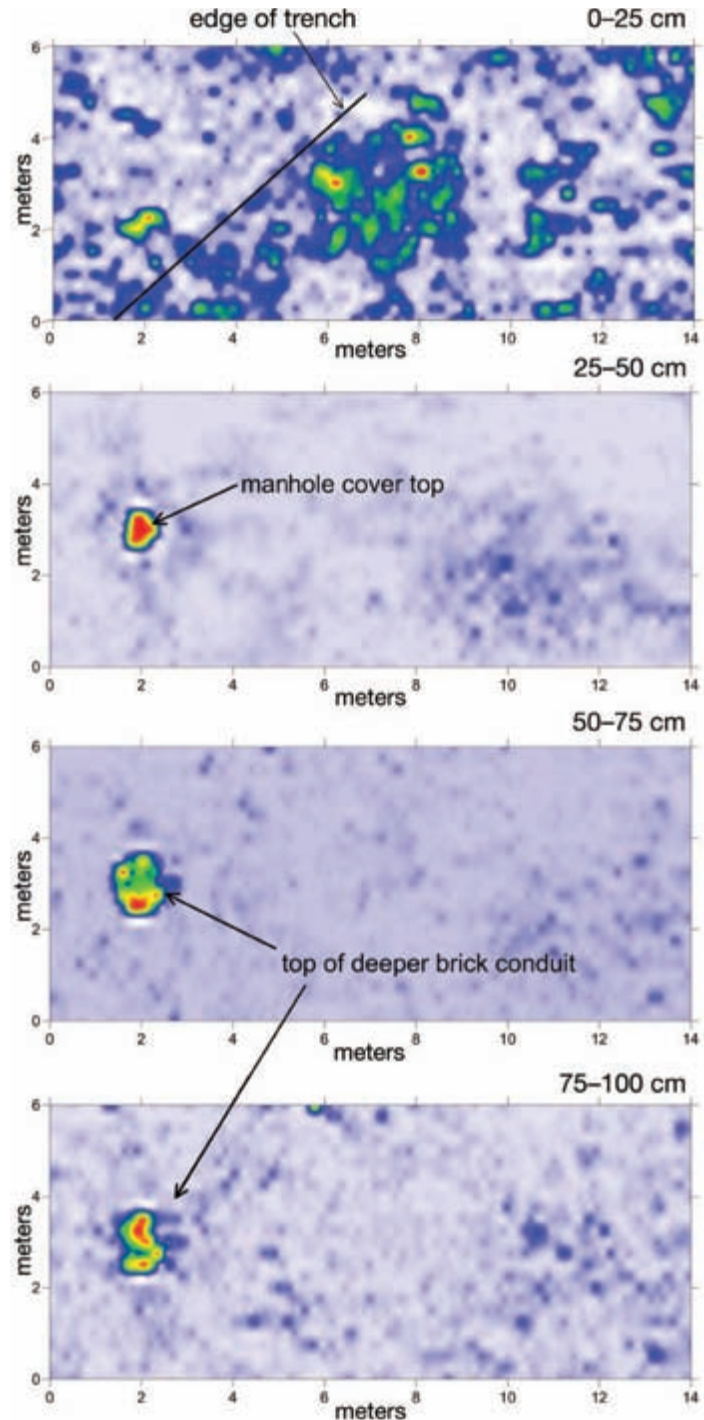 edge of trench
0–25 cm
6
4
2
0
meters
0 2 4 6 8 10 12 14
meters
25–50 cm
6
4
2
0
meters
manhole cover top
0 2 4 6 8 10 12 14
meters
50–75 cm
6
4
2
0
meters
top of deeper brick conduit
0 2 4 6 8 10 12 14
meters
75–100 cm
6
4
2
0
meters
0 2 4 6 8 10 12 14
meters